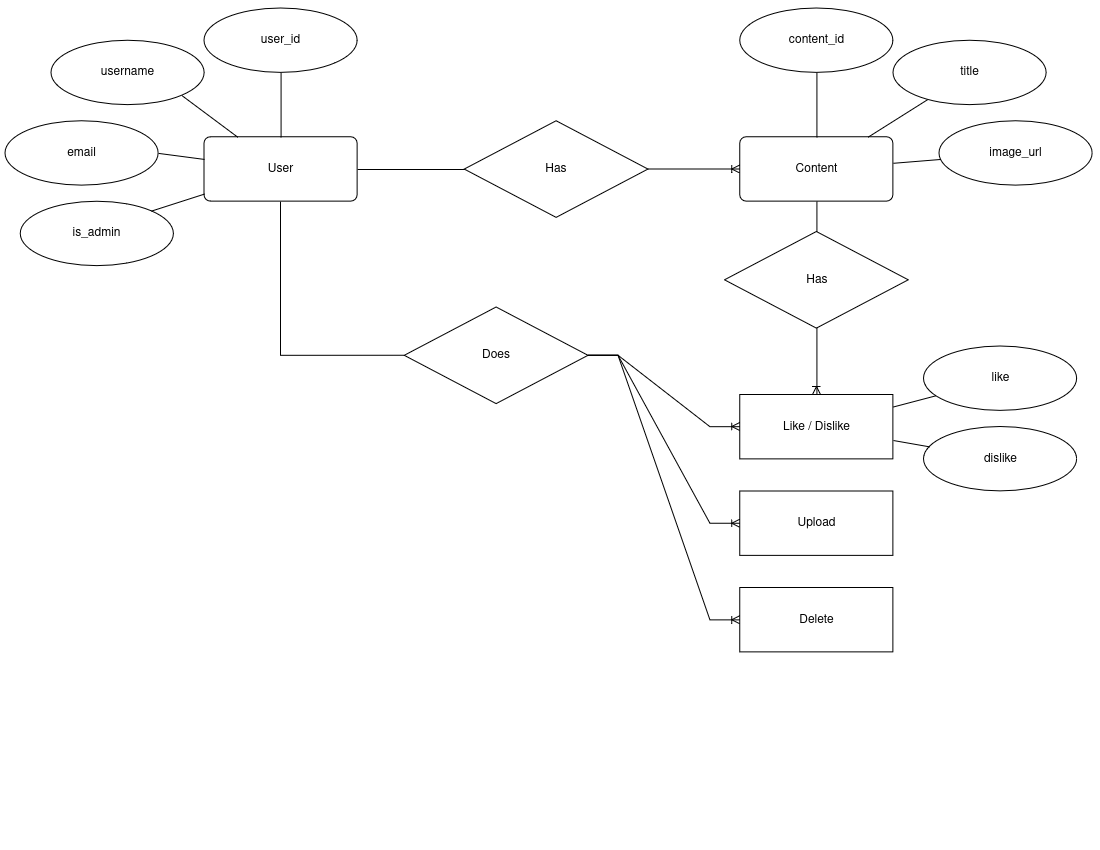 user_id
content_id
username
title
email
image_url
User
Has
Content
is_admin
Has
Does
like
Like / Dislike
dislike
Upload
Delete